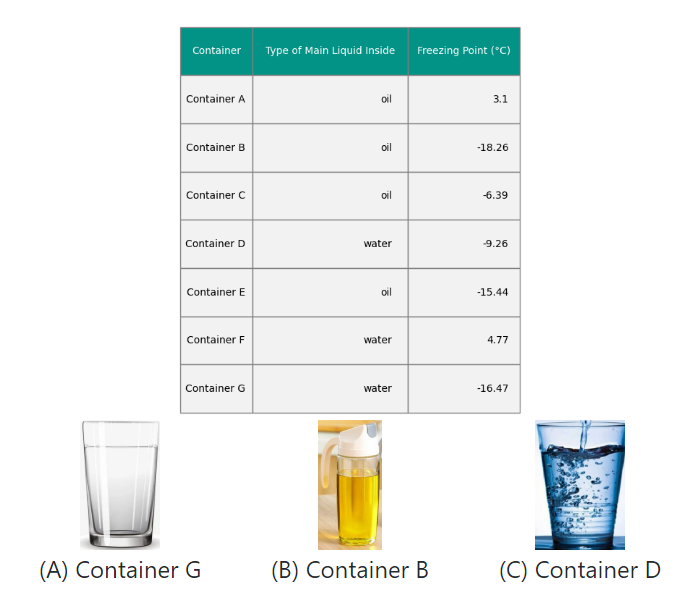 Container Type of Main Liquid Inside Freezing Point (°C)
Container A oil 3.1
Container B oil -18.26
Container C oil -6.39
Container D water -9.26
Container E oil -15.44
Container F water 4.77
Container G water -16.47
(A) Container G (B) Container B (C) Container D